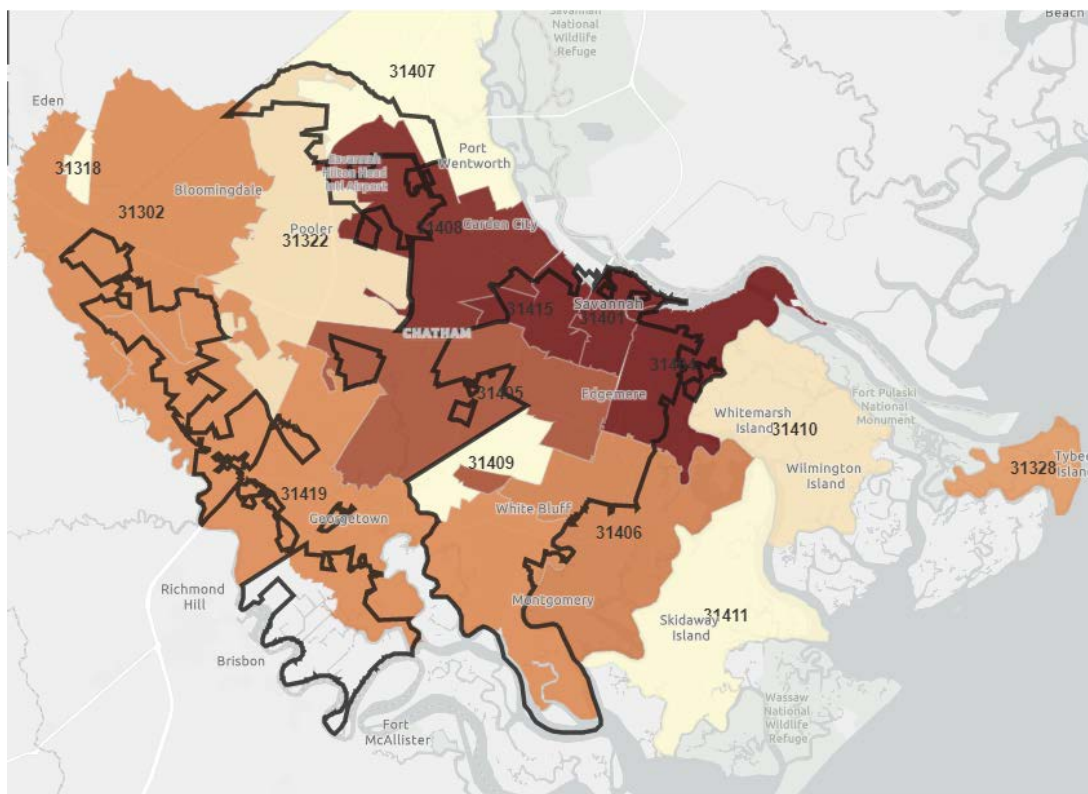 Beach
Savannah
National
Wildlife
Refuge
31407
Eden
Port
Wentworth
31318
Savannah
Hilton Head
Intl Airport
Bloomingdale
31302
Garden City
31408
Pooler
31322
Savannah
31415
31401
CHATHAM
31404
Edgemere
31405
Fort Pulaski
National
Monument
Whitemarsh
Island
31410
Wilmington
Island
31409
31328
Tybee
Island
31419
Georgetown
White Bluff
31406
Richmond
Hill
Montgomery
31411
Skidaway
Island
Brisbon
Wassaw
National
Wildlife
Refuge
Fort
McAllister